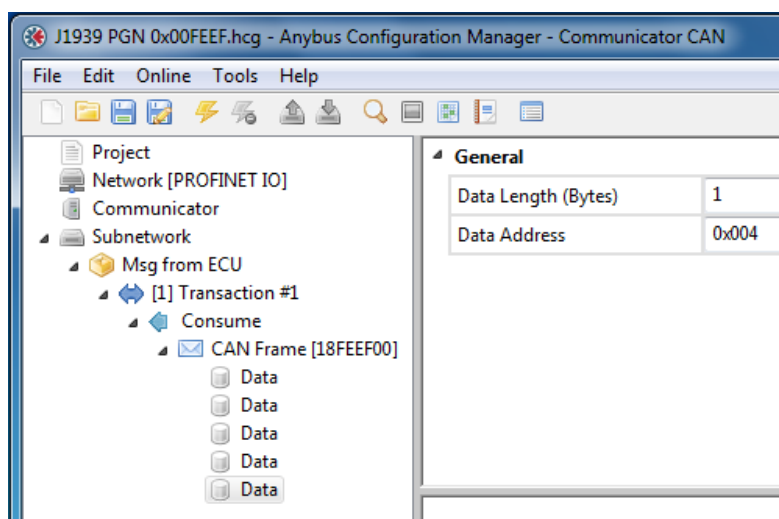 J1939 PGN 0x00FEEF.hcg - Anybus Configuration Manager - Communicator CAN
File Edit Online Tools Help
Project
Network [PROFINET IO]
Communicator
Subnetwork
Msg from ECU
[1] Transaction #1
Consume
CAN Frame [18FEEF00]
Data
Data
Data
Data
Data
General
Data Length (Bytes) 1
Data Address 0x004